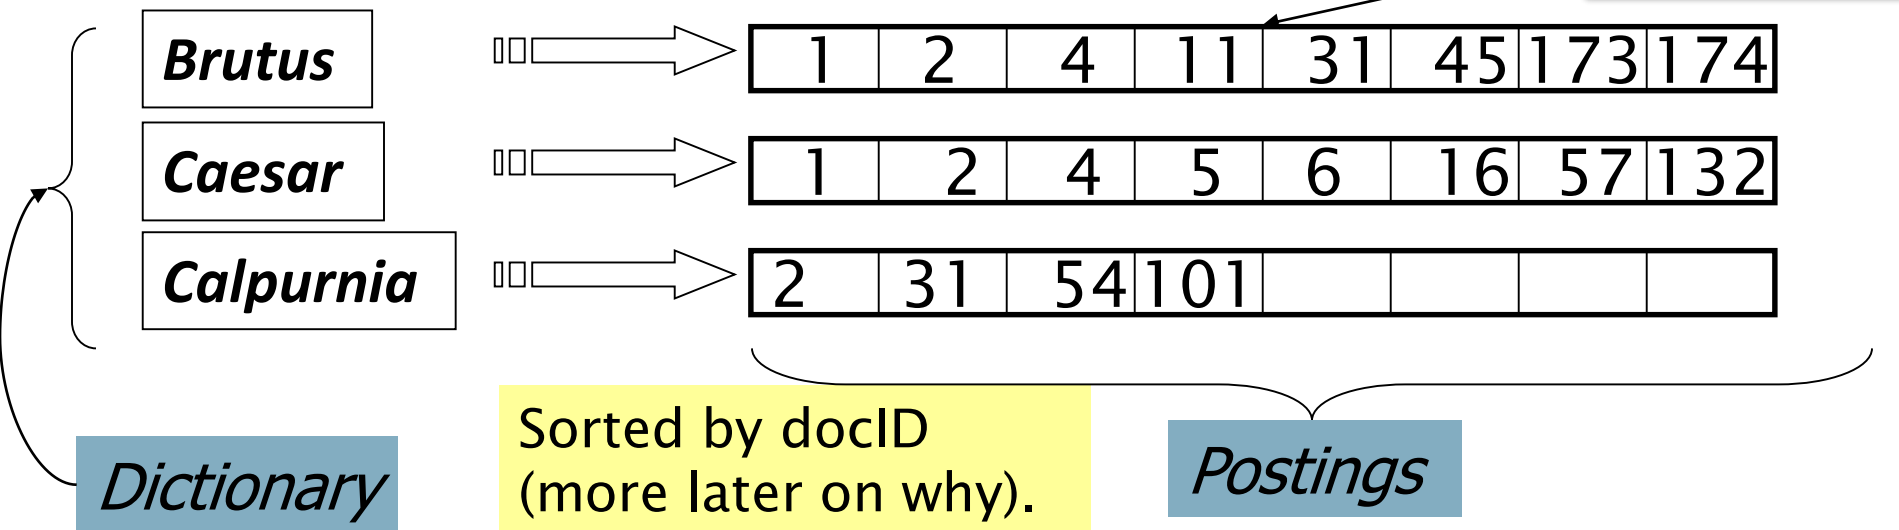 Brutus 1 2 4 11 31 45 173 174
Caesar 1 2 4 5 6 16 57 132
Calpurnia 2 31 54 101
Dictionary
Sorted by docID
(more later on why).
Postings